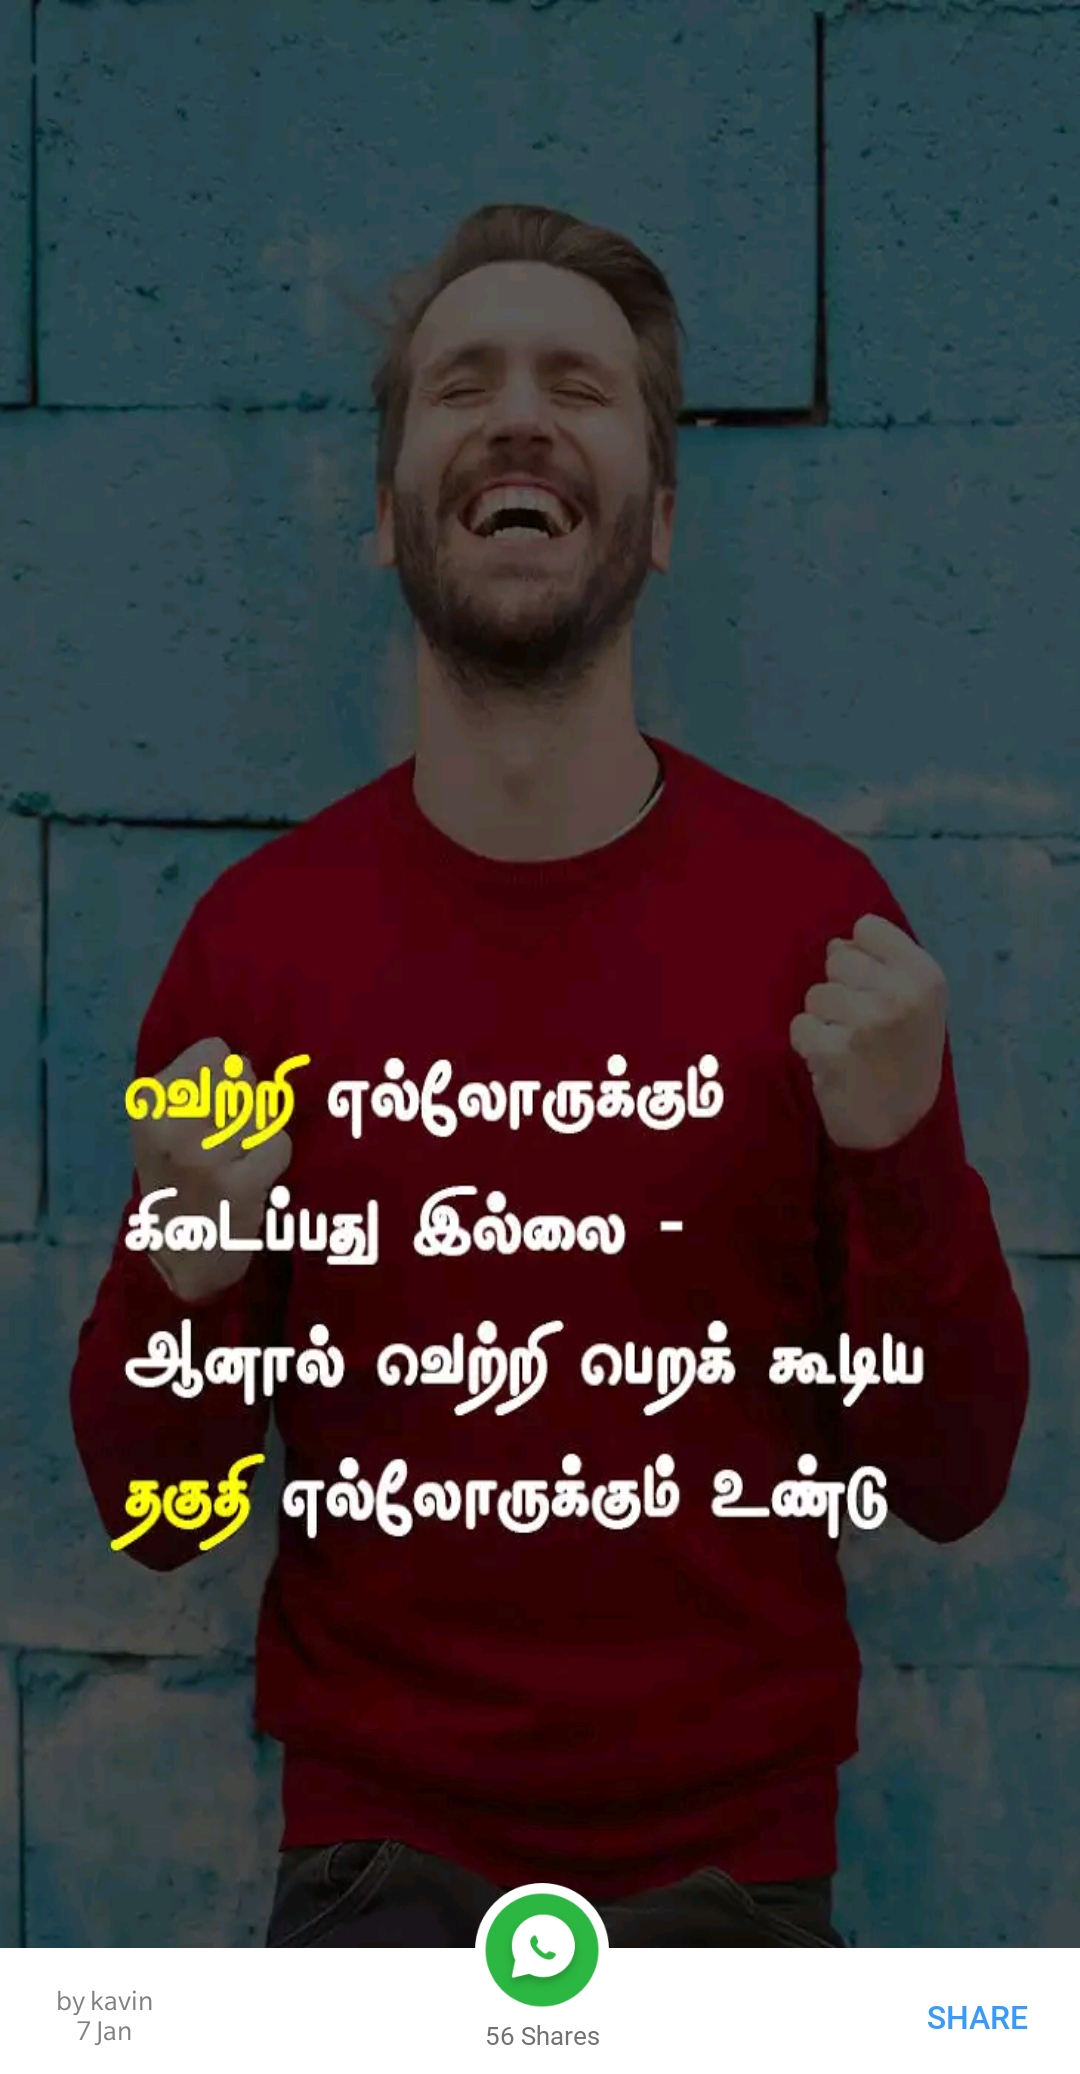 வெற்றி எல்லோருக்கும்
கிடைப்பது இல்லை -
ஆனால் வெற்றி பெறக் கூடிய
தகுதி எல்லோருக்கும் உண்டு
by kavin
7 Jan
56 Shares
SHARE